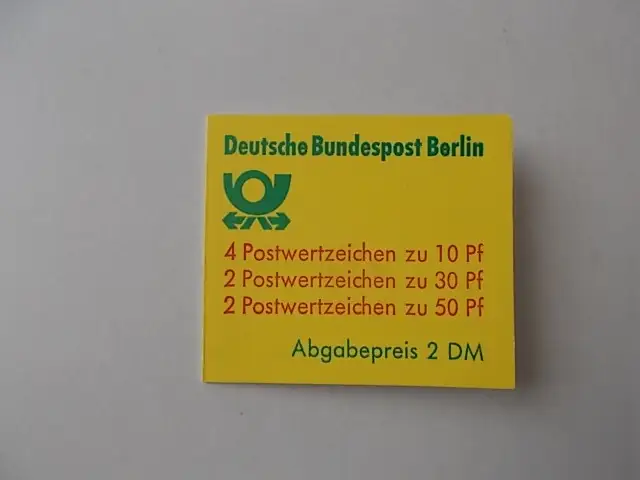 Deutsche Bundespost Berlin
4 Postwertzeichen zu 10 Pf
2 Postwertzeichen zu 30 Pf
2 Postwertzeichen zu 50 Pf
Abgabepreis 2 DM